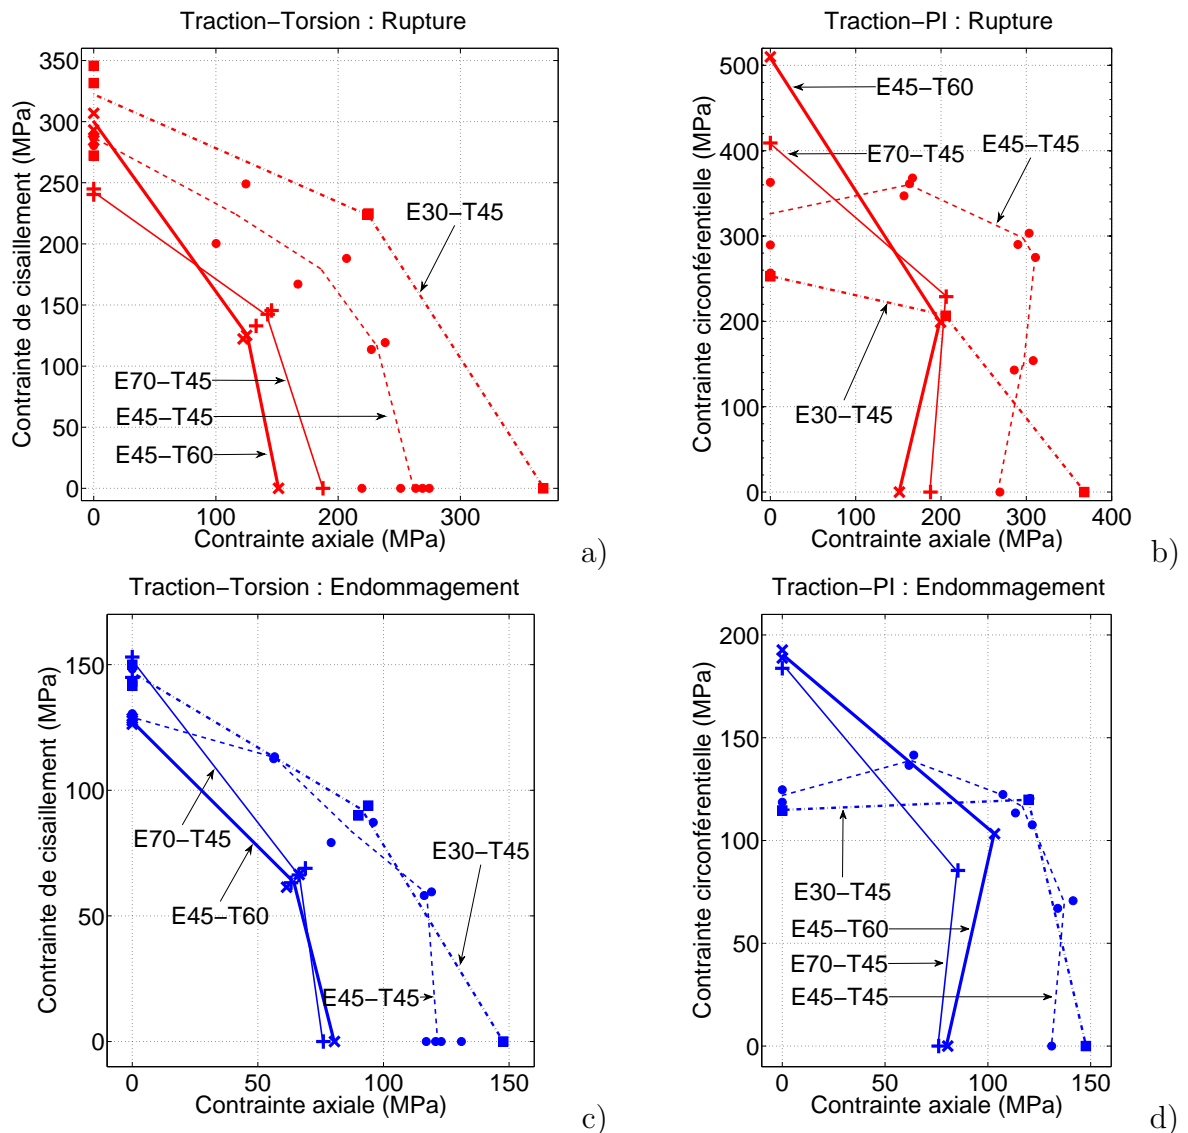 Traction−Torsion : Rupture
Contrainte de cisaillement (MPa)
350
300
250
200
150
100
50
0
0
100
200
300
Contrainte axiale (MPa)
E30−T45
E70−T45
E45−T45
E45−T60
a)
Traction−PI : Rupture
Contrainte circonférentielle (MPa)
500
400
300
200
100
0
0
100
200
300
400
Contrainte axiale (MPa)
E45−T60
E70−T45
E45−T45
E30−T45
b)
Traction−Torsion : Endommagement
Contrainte de cisaillement (MPa)
150
100
50
0
0
50
100
150
Contrainte axiale (MPa)
E70−T45
E30−T45
E45−T60
E45−T45
c)
Traction−PI : Endommagement
Contrainte circonférentielle (MPa)
200
150
100
50
0
0
50
100
150
Contrainte axiale (MPa)
E30−T45
E45−T60
E70−T45
E45−T45
d)